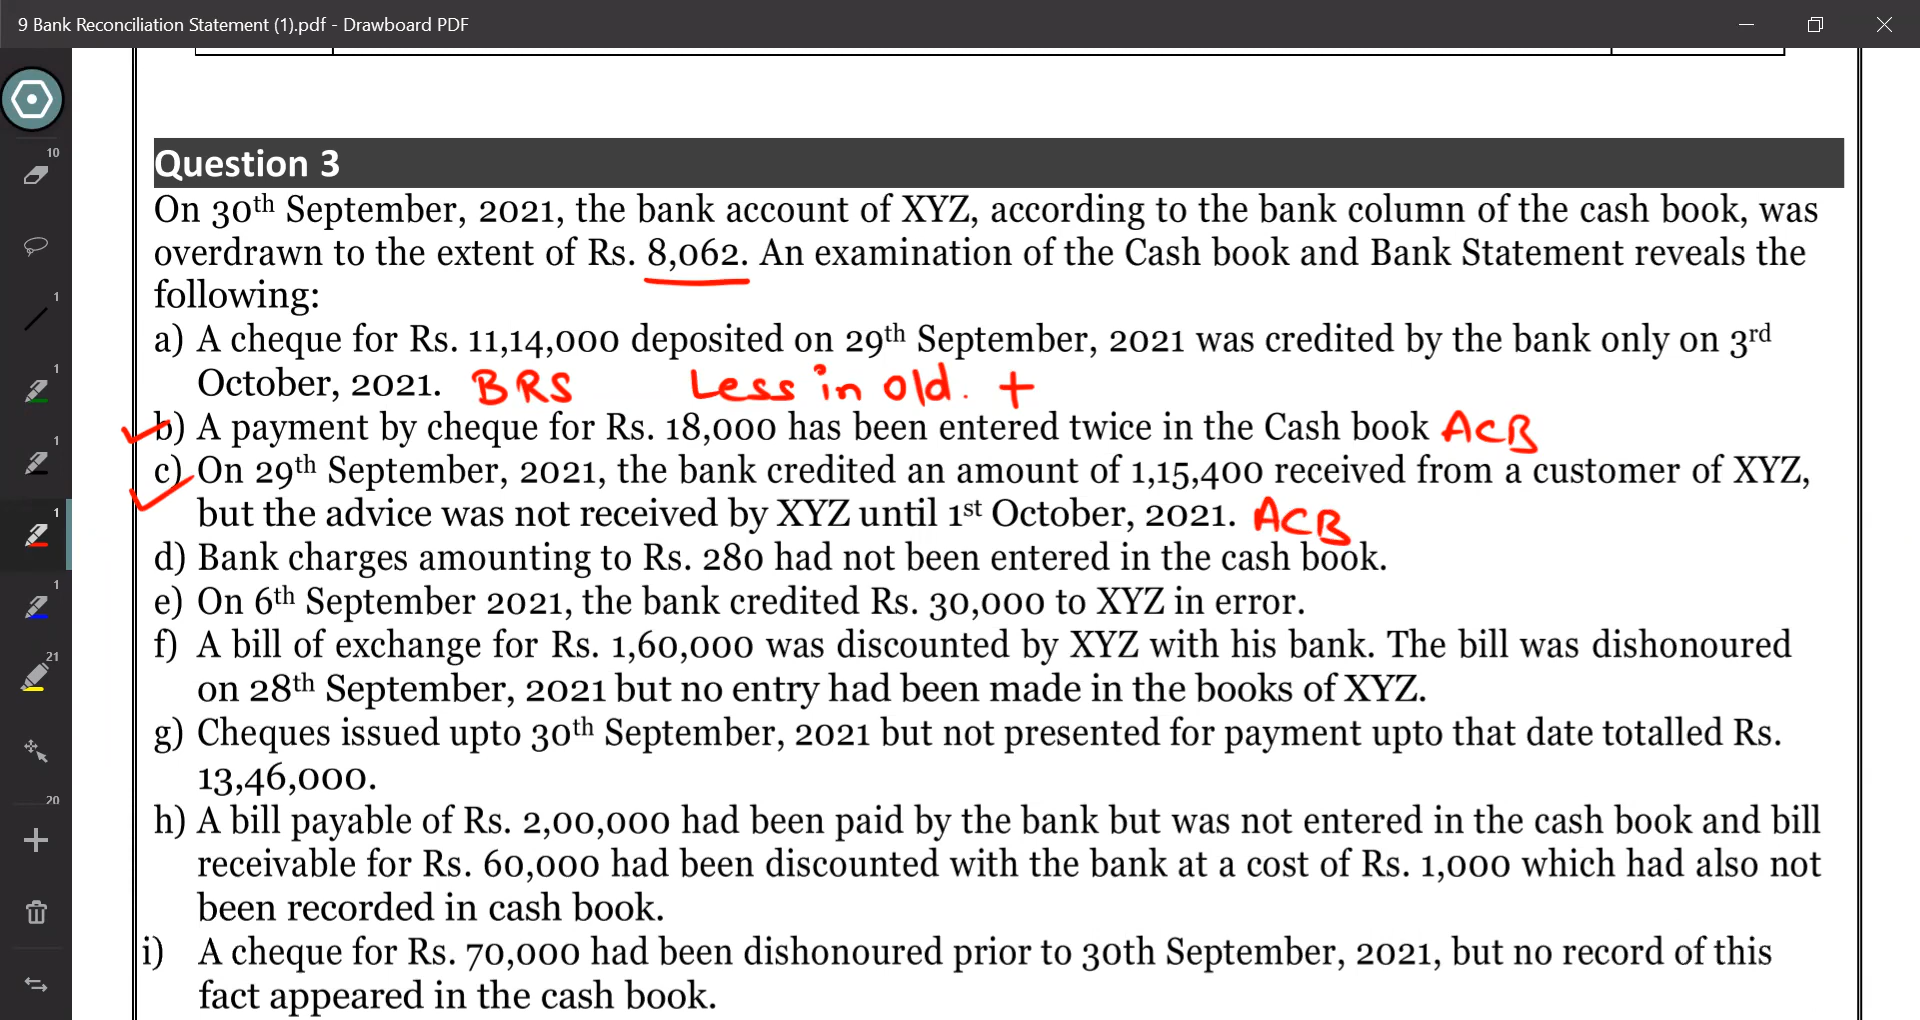 9 Bank Reconciliation Statement (1).pdf - Drawboard PDF
10
1
1
1
1
1
21
20
Question 3
On 30th September, 2021, the bank account of XYZ, according to the bank column of the cash book, was
overdrawn to the extent of Rs. 8,062. An examination of the Cash book and Bank Statement reveals the
following:
a) A cheque for Rs. 11,14,000 deposited on 29th September, 2021 was credited by the bank only on 3rd
October, 2021. BRS Less in old. +
b) A payment by cheque for Rs. 18,000 has been entered twice in the Cash book ACB
c) On 29th September, 2021, the bank credited an amount of 1,15,400 received from a customer of XYZ,
but the advice was not received by XYZ until 1st October, 2021. ACB
d) Bank charges amounting to Rs. 280 had not been entered in the cash book.
e) On 6th September 2021, the bank credited Rs. 30,000 to XYZ in error.
f) A bill of exchange for Rs. 1,60,000 was discounted by XYZ with his bank. The bill was dishonoured
on 28th September, 2021 but no entry had been made in the books of XYZ.
g) Cheques issued upto 30th September, 2021 but not presented for payment upto that date totalled Rs.
13,46,000.
h) A bill payable of Rs. 2,00,000 had been paid by the bank but was not entered in the cash book and bill
receivable for Rs. 60,000 had been discounted with the bank at a cost of Rs. 1,000 which had also not
been recorded in cash book.
i) A cheque for Rs. 70,000 had been dishonoured prior to 30th September, 2021, but no record of this
fact appeared in the cash book.